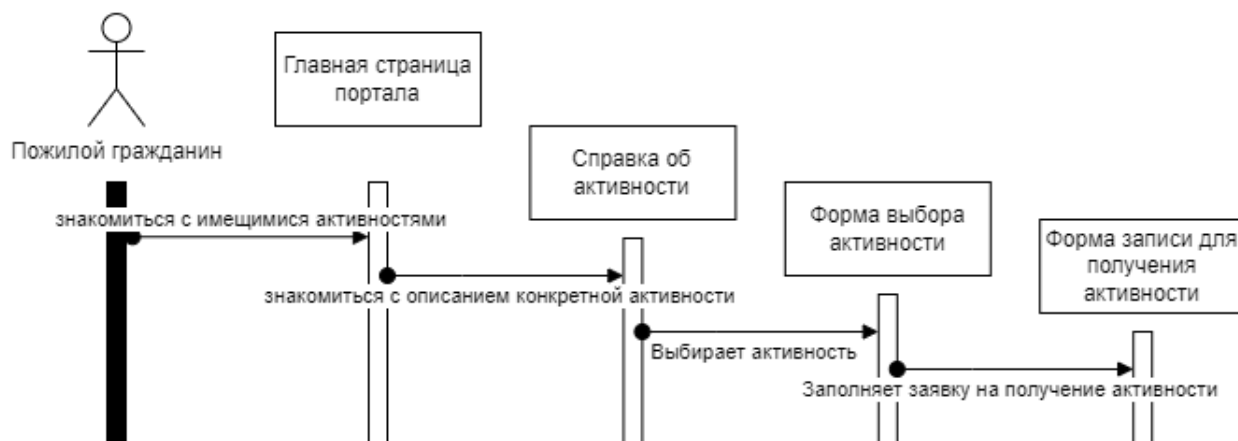 Главная страница
портала
Пожилой гражданин
Справка об
активности
Форма выбора
активности
Форма записи для
получения
активности
знакомиться с имещимися активностями
знакомиться с описанием конкретной активности
Выбирает активность
Заполняет заявку на получение активности